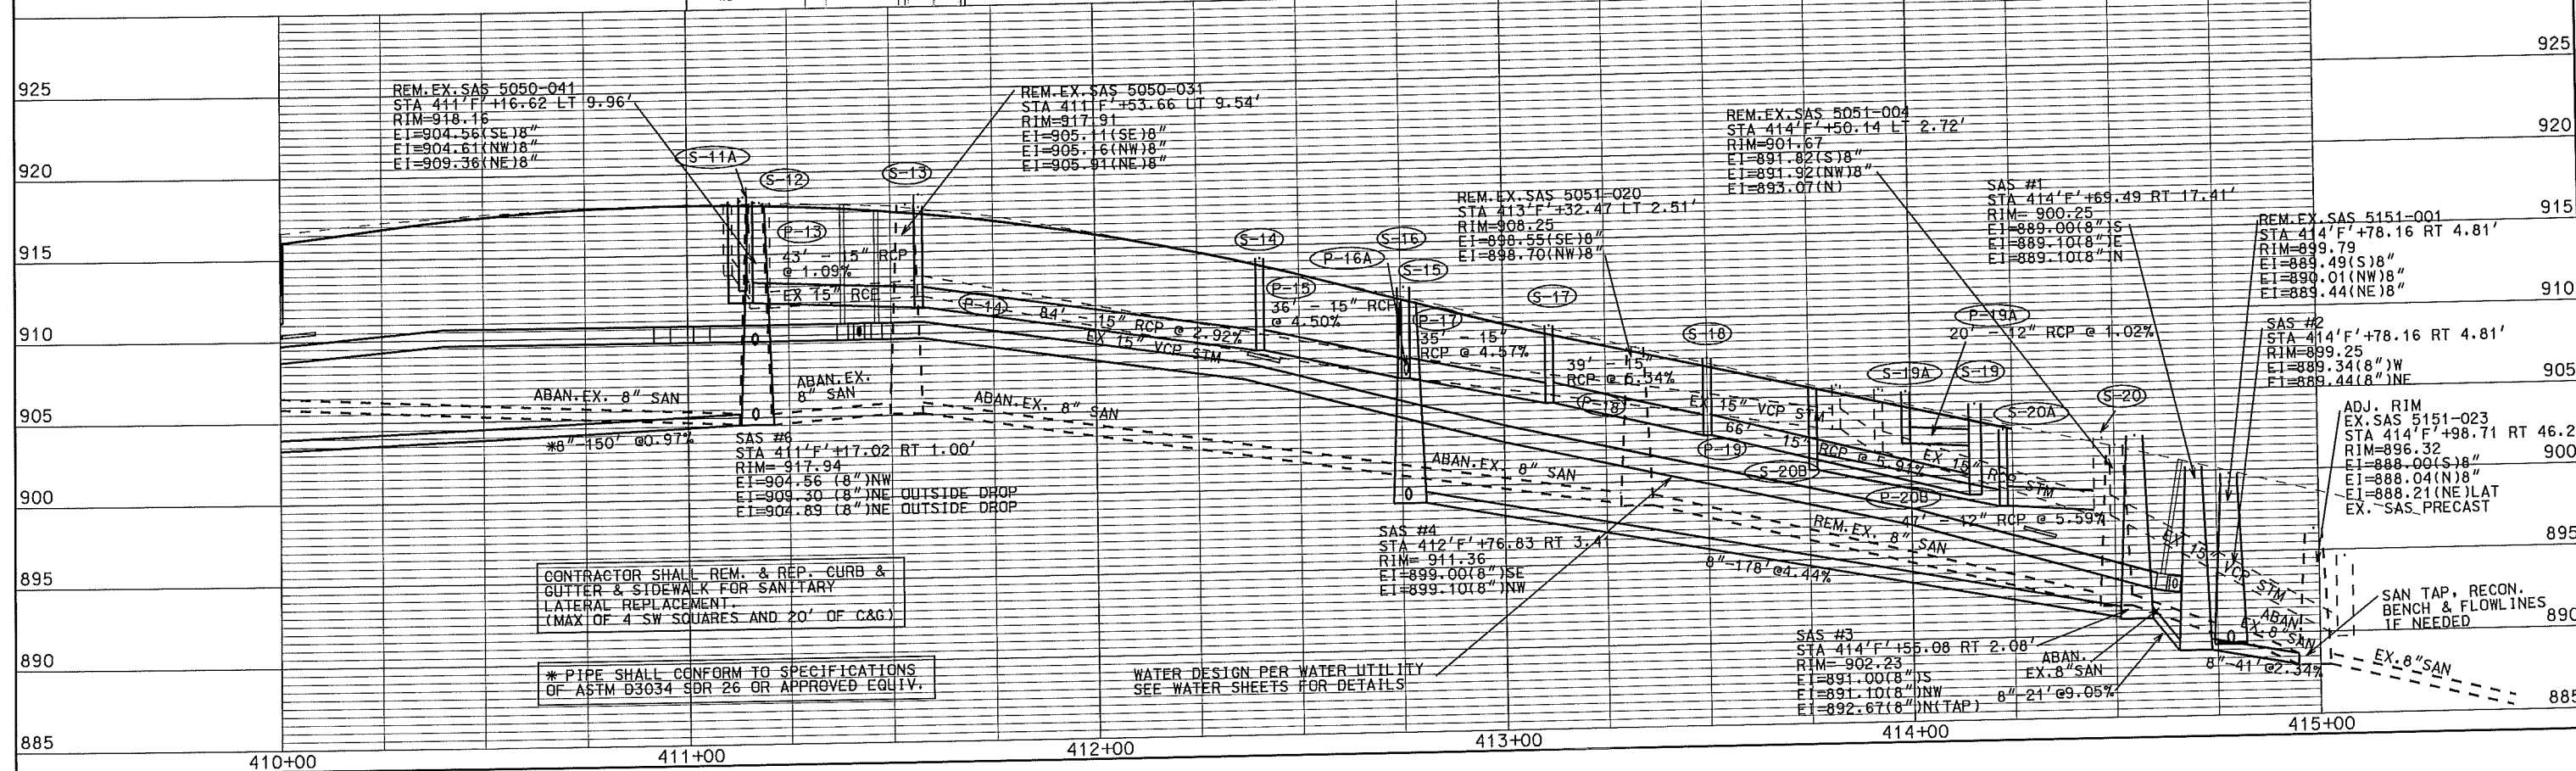 925
920
915
910
905
900
895
890
885
REM.EX.SAS 5050-041
STA 411'F'+16.62 LT 9.96'
RIM=918.16
EI=904.56(SE)8"
EI=904.61(NW)8"
EI=909.36(NE)8"
S-11A
S-12
S-13
REM.EX.SAS 5050-031
STA 411'F'+53.66 LT 9.54'
RIM=917.91
EI=905.11(SE)8"
EI=905.16(NW)8"
EI=905.91(NE)8"
P-13
43' - 15" RCP
@ 1.09%
EX 15" RCP
P-14
84' - 15" RCP @ 2.92%
EX 15" VCP STM
S-14
P-15
36' - 15" RCP
@ 4.50%
P-16A
S-16
S-15
P-17
35' - 15"
RCP @ 4.57%
REM.EX.SAS 5051-020
STA 413'F'+32.47 LT 2.51'
RIM=908.25
EI=898.55(SE)8"
EI=898.70(NW)8"
S-17
39' - 15"
RCP @ 5.34%
P-18
S-18
REM.EX.SAS 5051-004
STA 414'F'+50.14 LT 2.72'
RIM=901.67
EI=891.82(S)8"
EI=891.92(NW)8"
EI=893.07(N)
SAS #1
STA 414'F'+69.49 RT 17.41'
RIM= 900.25
EI=889.00(8")S
EI=889.10(8")E
EI=889.10(8")N
REM.EX.SAS 5151-001
STA 414'F'+78.16 RT 4.81'
RIM=899.79
EI=889.49(S)8"
EI=890.01(NW)8"
EI=889.44(NE)8"
P-19A
20' - 12" RCP @ 1.02%
SAS #2
STA 414'F'+78.16 RT 4.81'
RIM=899.25
EI=889.34(8")W
EI=889.44(8")NE
S-19A
S-19
S-20A
S-20
ADJ. RIM
EX.SAS 5151-023
STA 414'F'+98.71 RT 46.2
RIM=896.32
EI=888.00(S)8"
EI=888.04(N)8"
EI=888.21(NE)LAT
EX. SAS PRECAST
EX 15" VCP STM
66' - 15" RCP @ 5.91%
EX 15" RCP STM
P-19
S-20B
P-20B
47' - 12" RCP @ 5.59%
ABAN.EX. 8" SAN
ABAN.EX.
8" SAN
ABAN.EX. 8" SAN
ABAN.EX. 8" SAN
REM.EX. 8" SAN
*8"-150' @0.97%
SAS #6
STA 411'F'+17.02 RT 1.00'
RIM= 917.94
EI=904.56 (8")NW
EI=909.30 (8")NE OUTSIDE DROP
EI=904.89 (8")NE OUTSIDE DROP
SAS #4
STA 412'F'+76.83 RT 3.41
RIM= 911.36
EI=899.00(8")SE
EI=899.10(8")NW
8"-178'@4.44%
EX 15" VCP STM
CONTRACTOR SHALL REM. & REP. CURB &
GUTTER & SIDEWALK FOR SANITARY
LATERAL REPLACEMENT.
(MAX OF 4 SW SQUARES AND 20' OF C&G)
* PIPE SHALL CONFORM TO SPECIFICATIONS
OF ASTM D3034 SDR 26 OR APPROVED EQUIV.
WATER DESIGN PER WATER UTILITY
SEE WATER SHEETS FOR DETAILS
SAS #3
STA 414'F'+55.08 RT 2.08'
RIM= 902.23
EI=891.00(8")S
EI=891.10(8")NW
EI=892.67(8")N(TAP)
ABAN.
EX.8"SAN
8"-21'@9.05%
ABAN.
EX.8"SAN
8"-41'@2.34%
SAN TAP, RECON.
BENCH & FLOWLINES
IF NEEDED
EX.8"SAN
925
920
915
910
905
900
895
890
885
410+00
411+00
412+00
413+00
414+00
415+00